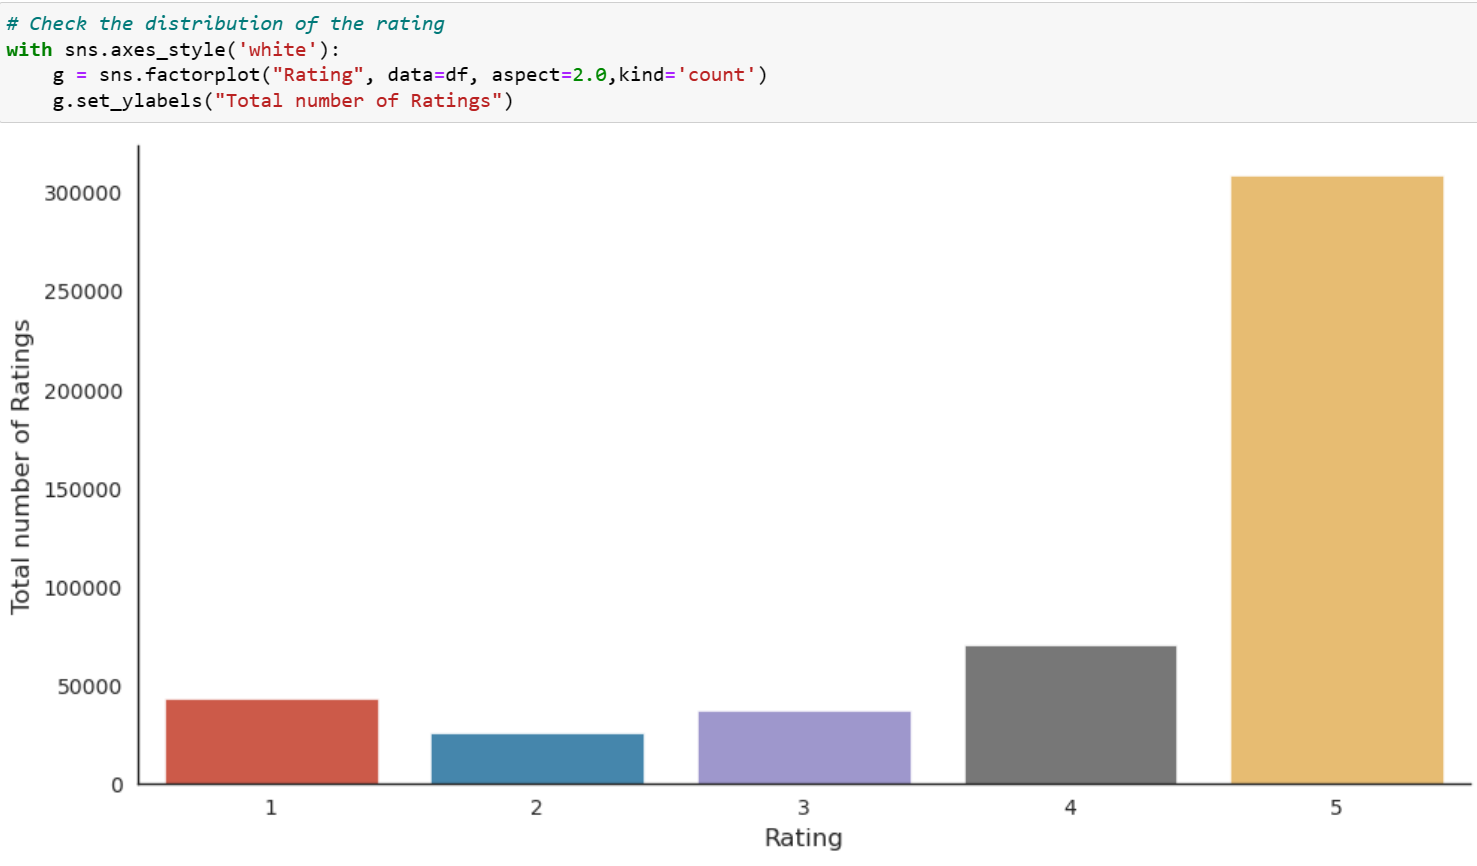 # Check the distribution of the rating
with sns.axes_style('white'):
    g = sns.factorplot("Rating", data=df, aspect=2.0,kind='count')
    g.set_ylabels("Total number of Ratings")
300000
250000
200000
150000
100000
50000
0
Total number of Ratings
1 2 3 4 5
Rating